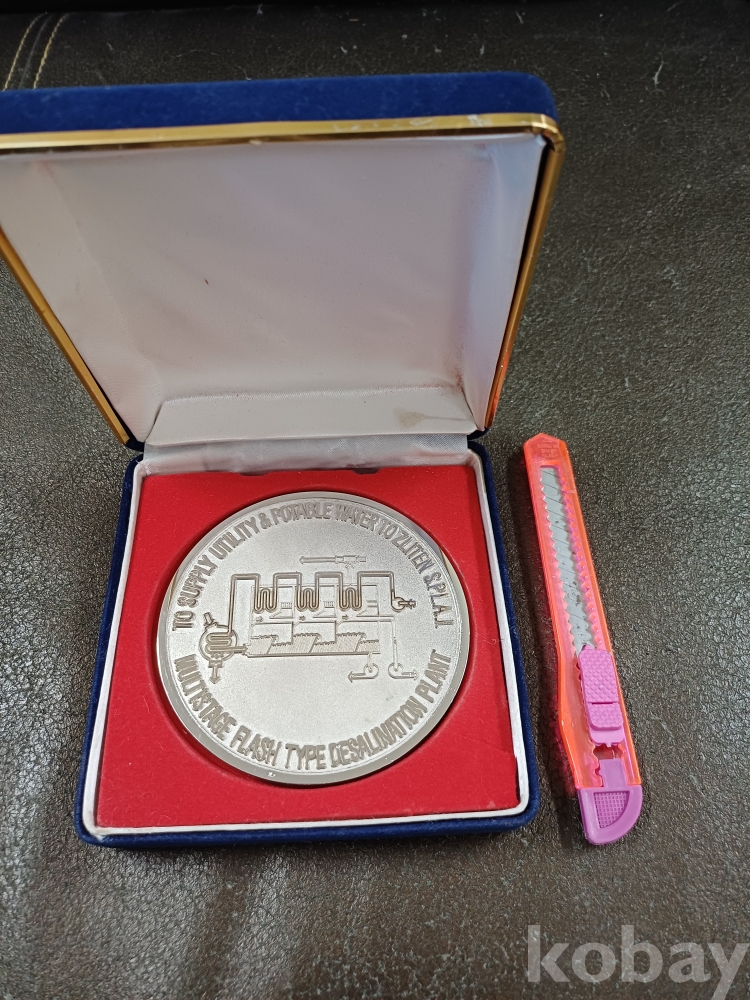 TO SUPPLY UTILITY & POTABLE WATER TO ZLITEN S.P.L.A.J.
MULTISTAGE FLASH TYPE DESALINATION PLANT
kobay